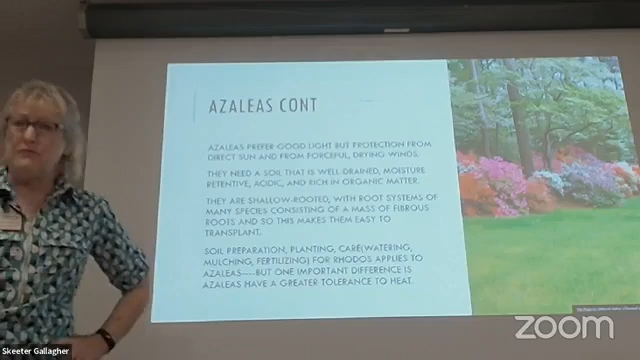 Skeeter Gallagher
AZALEAS CONT
AZALEAS PREFER GOOD LIGHT BUT PROTECTION FROM
DIRECT SUN AND FROM FORCEFUL, DRYING WINDS.
THEY NEED A SOIL THAT IS WELL DRAINED, MOISTURE
RETENTIVE, ACIDIC, AND RICH IN ORGANIC MATTER.
THEY ARE SHALLOW-ROOTED, WITH ROOT SYSTEMS OF
MANY SPECIES CONSISTING OF A MASS OF FIBROUS
ROOTS AND SO THIS MAKES THEM EASY TO
TRANSPLANT.
SOIL PREPARATION, PLANTING, CARE(WATERING,
MULCHING, FERTILIZING) FOR RHODOS APPLIES TO
AZALEAS----BUT ONE IMPORTANT DIFFERENCE IS
AZALEAS HAVE A GREATER TOLERANCE TO HEAT.
zoom
Skeeter Gallagher